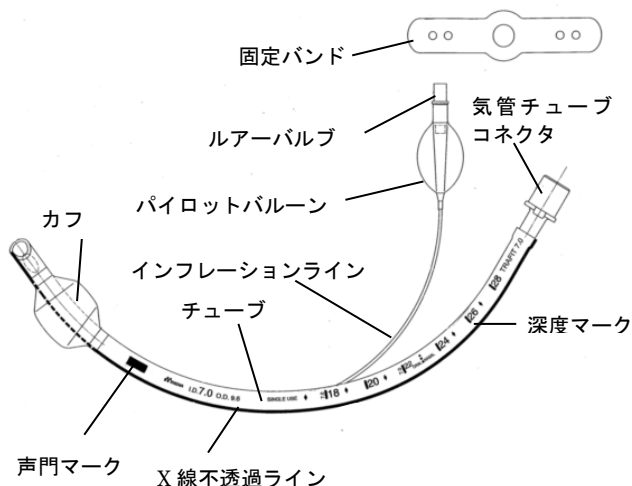 固定バンド
ルアーバルブ
気管チューブ
コネクタ
パイロットバルーン
カフ
インフレーションライン
チューブ
深度マーク
声門マーク
X線不透過ライン
I.D.7.0 O.D. 9.6
SINGLE USE
18
20
22
24
26
28
TRAFIT 7.0